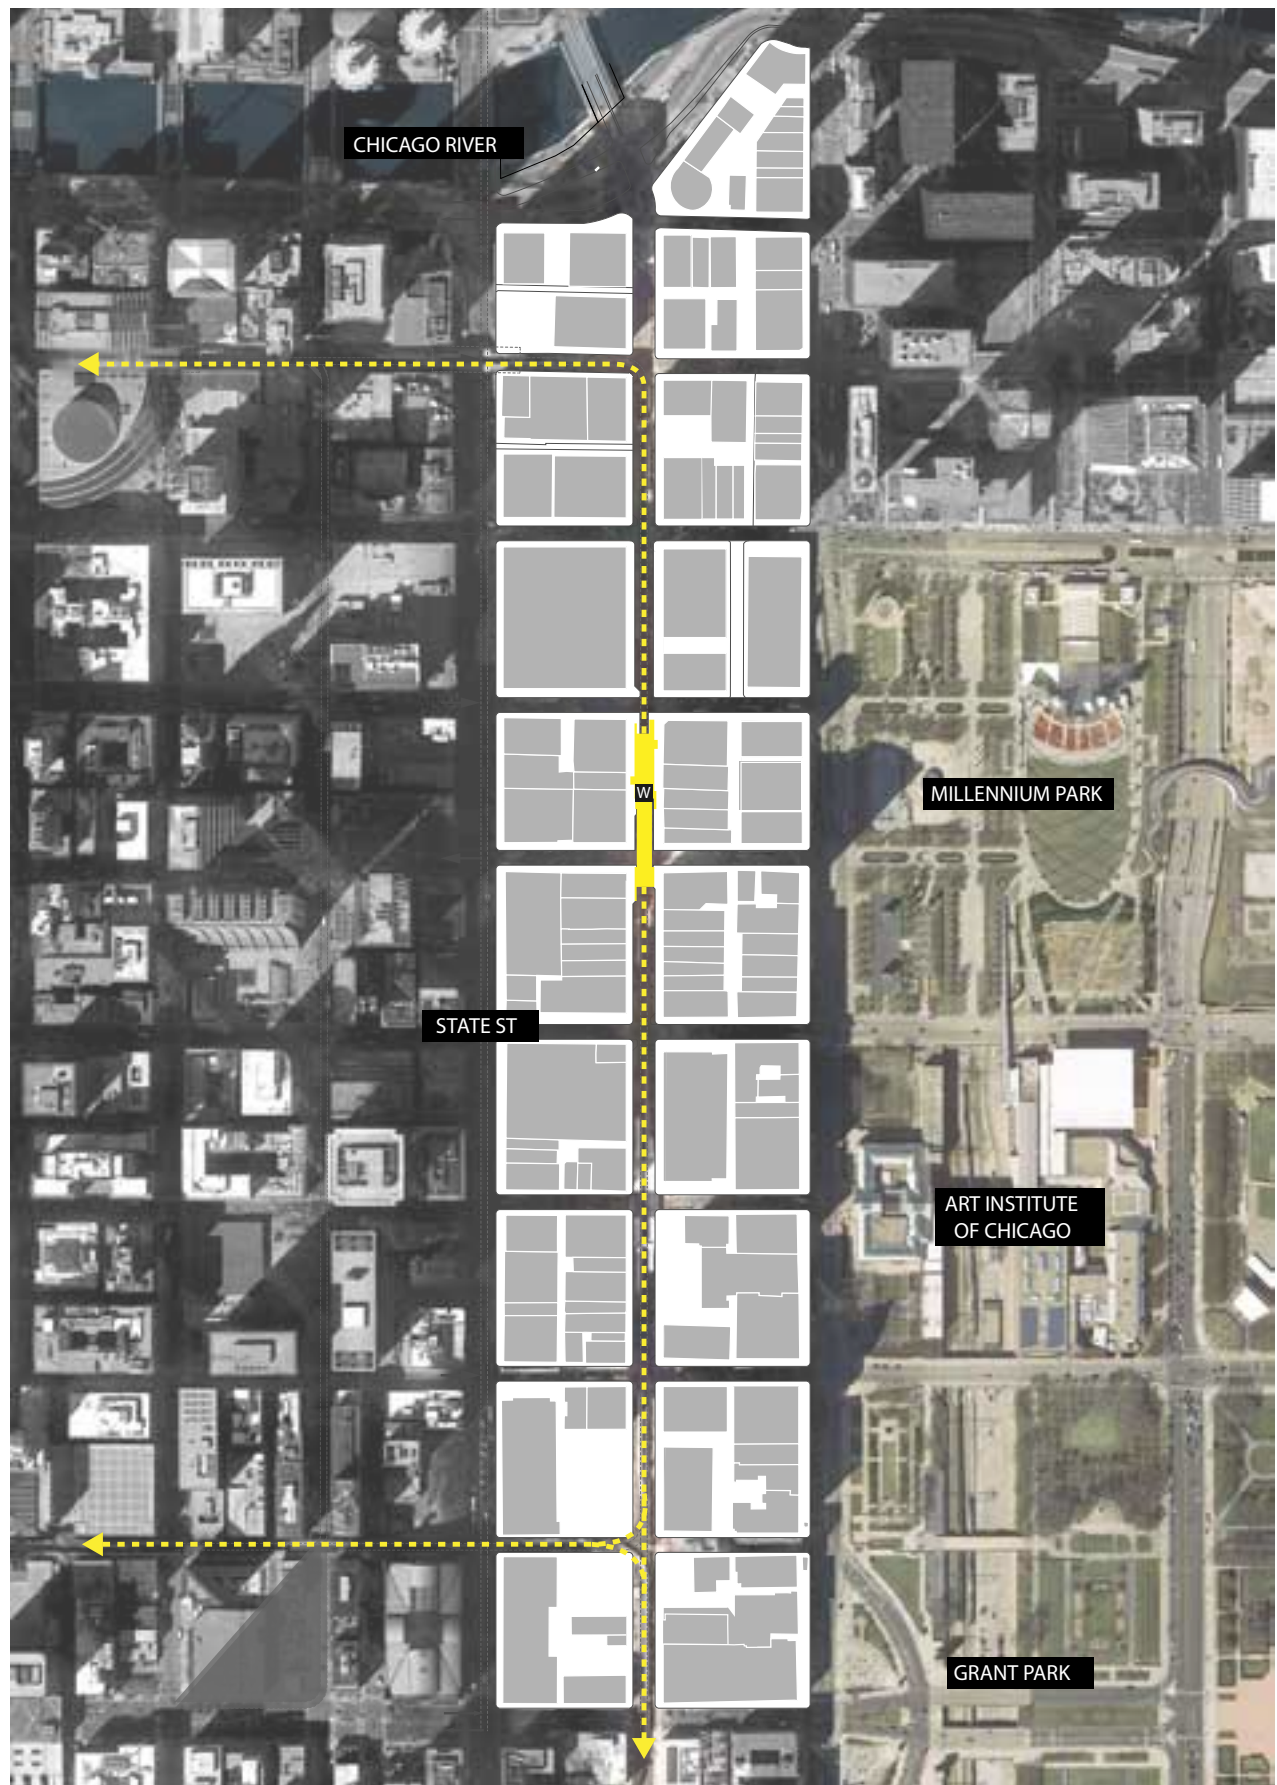 CHICAGO RIVER
W
MILLENNIUM PARK
STATE ST
ART INSTITUTE
OF CHICAGO
GRANT PARK